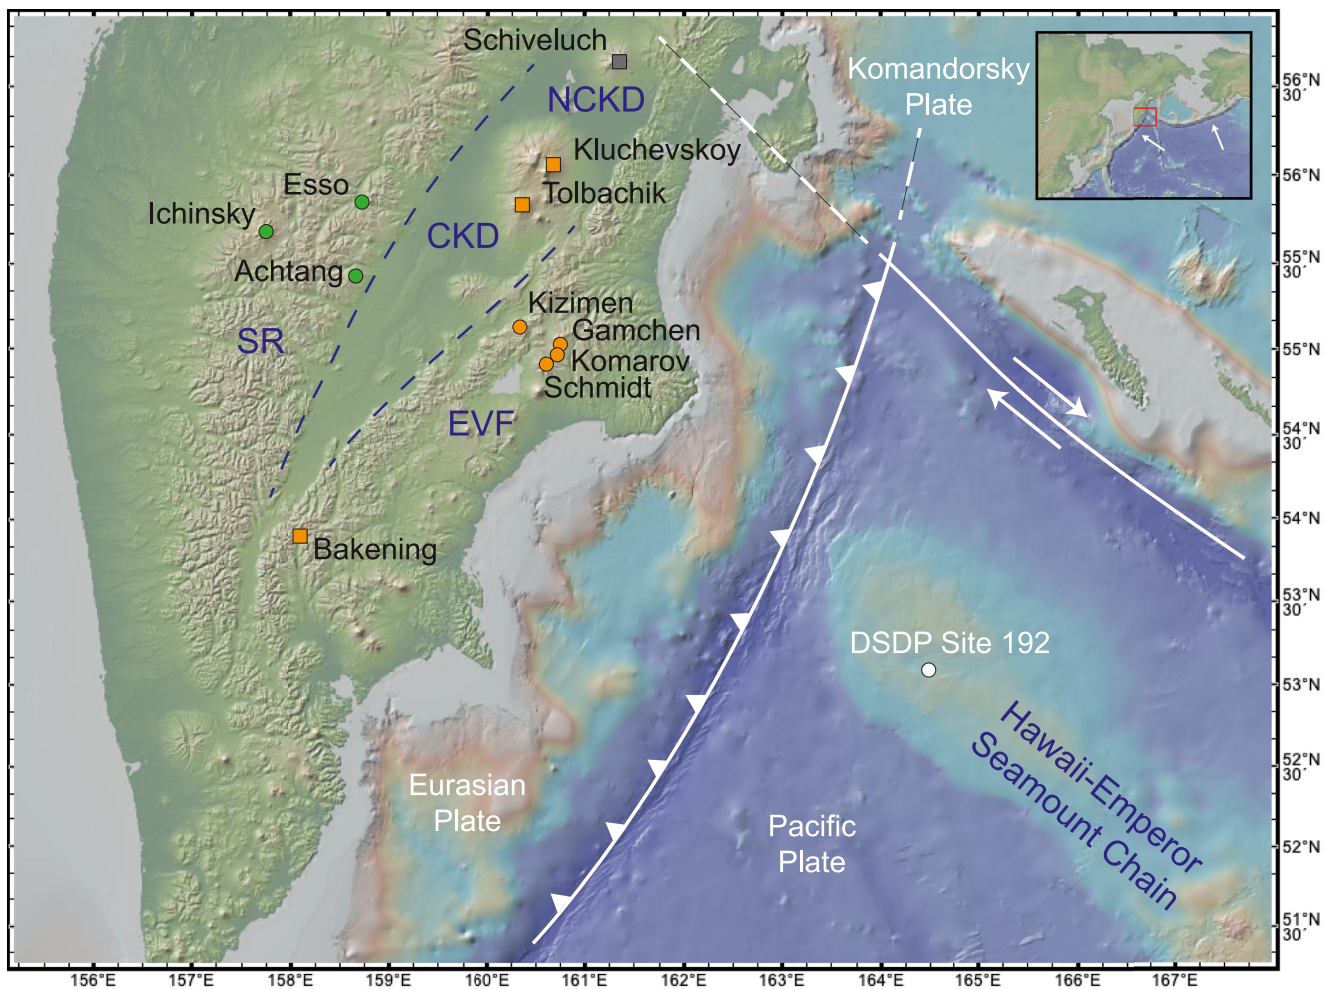 Schiveluch
NCKD
Komandorsky
Plate
Kluchevskoy
Esso
Tolbachik
Ichinsky
CKD
Achtang
Kizimen
Gamchen
SR
Komarov
Schmidt
EVF
Bakening
DSDP Site 192
Hawaii-Emperor
Seamount Chain
Eurasian
Plate
Pacific
Plate
56°N
30′
56°N
55°N
30′
55°N
54°N
30′
54°N
53°N
30′
53°N
52°N
30′
52°N
51°N
30′
156°E
157°E
158°E
159°E
160°E
161°E
162°E
163°E
164°E
165°E
166°E
167°E